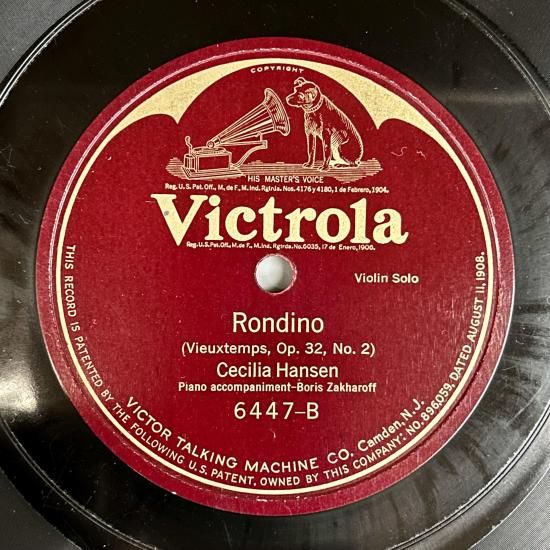 COPYRIGHT
HIS MASTER'S VOICE
Reg. U.S. Pat. Off., M. de F., M. Ind. Rginla. Nos. 4176 y 4180, 1 de Febrero, 1904.
Victrola
Reg. U.S. Pat. Off., M. de F., M. Ind. Rgtrda. No. 6035, 17 de Enero, 1906.
Violin Solo
Rondino
(Vieuxtemps, Op. 32, No. 2)
Cecilia Hansen
Piano accompaniment-Boris Zakharoff
6447-B
VICTOR TALKING MACHINE CO. Camden, N.J.
THIS RECORD IS PATENTED BY THE FOLLOWING U.S. PATENT, OWNED BY THIS COMPANY: No. 896,059, DATED AUGUST 11, 1908.